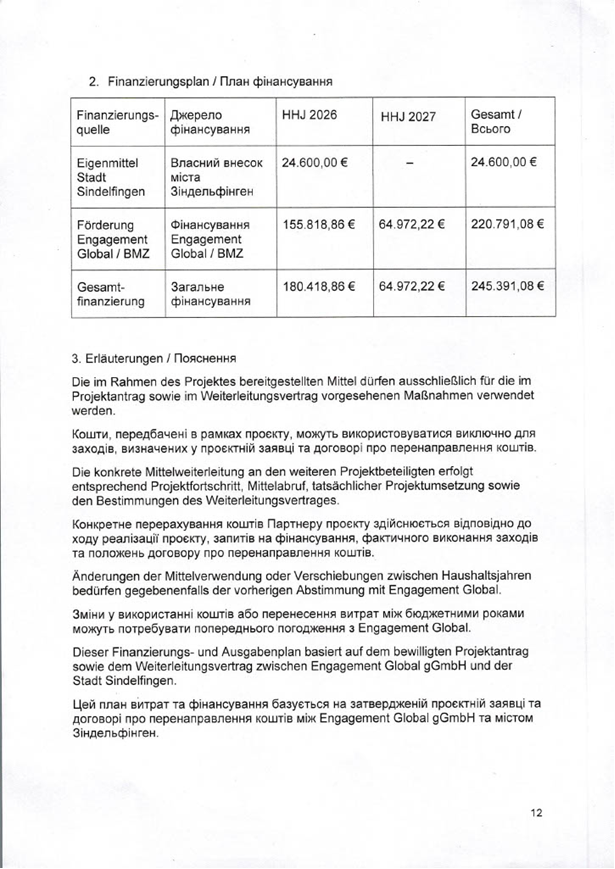 2. Finanzierungsplan / План фінансування
Finanzierungs-
quelle
Джерело
фінансування
HHJ 2026
HHJ 2027
Gesamt /
Всього
Eigenmittel
Stadt
Sindelfingen
Власний внесок
міста
Зіндельфінген
24.600,00 €
–
24.600,00 €
Förderung
Engagement
Global / BMZ
Фінансування
Engagement
Global / BMZ
155.818,86 €
64.972,22 €
220.791,08 €
Gesamt-
finanzierung
Загальне
фінансування
180.418,86 €
64.972,22 €
245.391,08 €
3. Erläuterungen / Пояснення
Die im Rahmen des Projektes bereitgestellten Mittel dürfen ausschließlich für die im
Projektantrag sowie im Weiterleitungsvertrag vorgesehenen Maßnahmen verwendet
werden.
Кошти, передбачені в рамках проєкту, можуть використовуватися виключно для
заходів, визначених у проєктній заявці та договорі про перенаправлення коштів.
Die konkrete Mittelweiterleitung an den weiteren Projektbeteiligten erfolgt
entsprechend Projektfortschritt, Mittelabruf, tatsächlicher Projektumsetzung sowie
den Bestimmungen des Weiterleitungsvertrages.
Конкретне перерахування коштів Партнеру проєкту здійснюється відповідно до
ходу реалізації проєкту, запитів на фінансування, фактичного виконання заходів
та положень договору про перенаправлення коштів.
Änderungen der Mittelverwendung oder Verschiebungen zwischen Haushaltsjahren
bedürfen gegebenenfalls der vorherigen Abstimmung mit Engagement Global.
Зміни у використанні коштів або перенесення витрат між бюджетними роками
можуть потребувати попереднього погодження з Engagement Global.
Dieser Finanzierungs- und Ausgabenplan basiert auf dem bewilligten Projektantrag
sowie dem Weiterleitungsvertrag zwischen Engagement Global gGmbH und der
Stadt Sindelfingen.
Цей план витрат та фінансування базується на затвердженій проєктній заявці та
договорі про перенаправлення коштів між Engagement Global gGmbH та містом
Зіндельфінген.
12